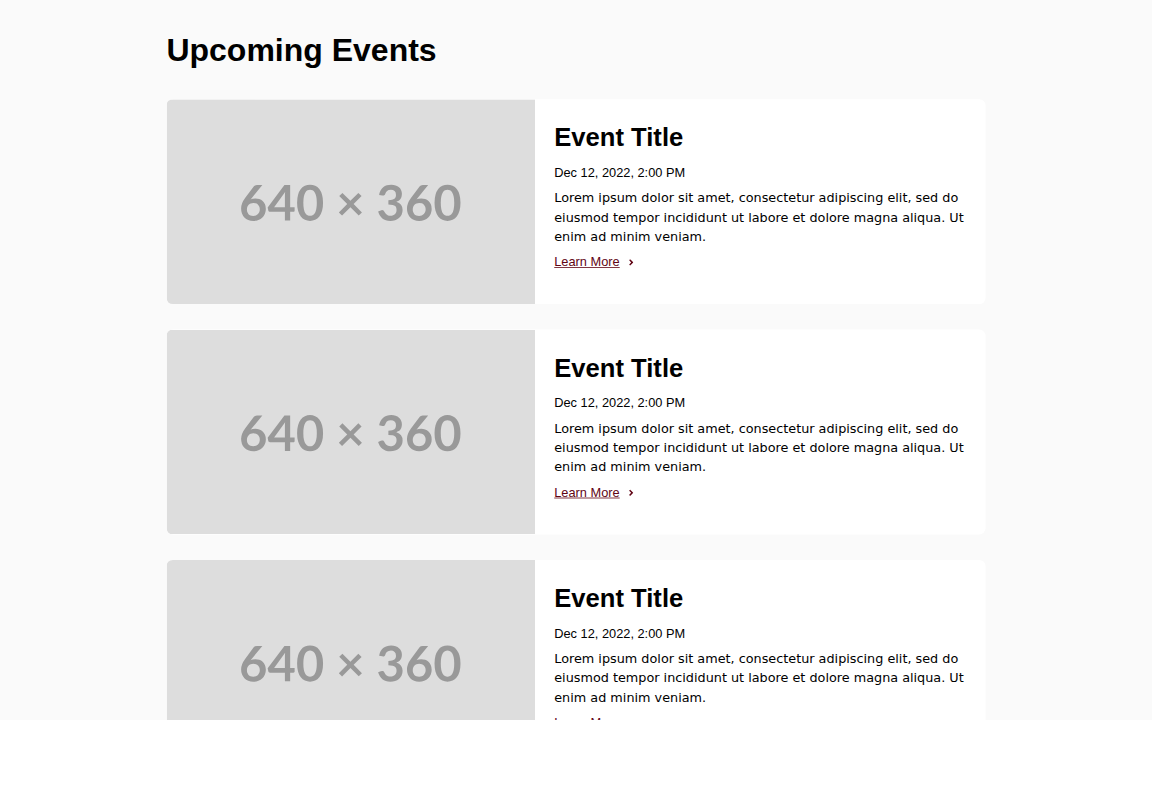 Upcoming Events
640 × 360
Event Title
Dec 12, 2022, 2:00 PM
Lorem ipsum dolor sit amet, consectetur adipiscing elit, sed do
eiusmod tempor incididunt ut labore et dolore magna aliqua. Ut
enim ad minim veniam.
Learn More ›
640 × 360
Event Title
Dec 12, 2022, 2:00 PM
Lorem ipsum dolor sit amet, consectetur adipiscing elit, sed do
eiusmod tempor incididunt ut labore et dolore magna aliqua. Ut
enim ad minim veniam.
Learn More ›
640 × 360
Event Title
Dec 12, 2022, 2:00 PM
Lorem ipsum dolor sit amet, consectetur adipiscing elit, sed do
eiusmod tempor incididunt ut labore et dolore magna aliqua. Ut
enim ad minim veniam.